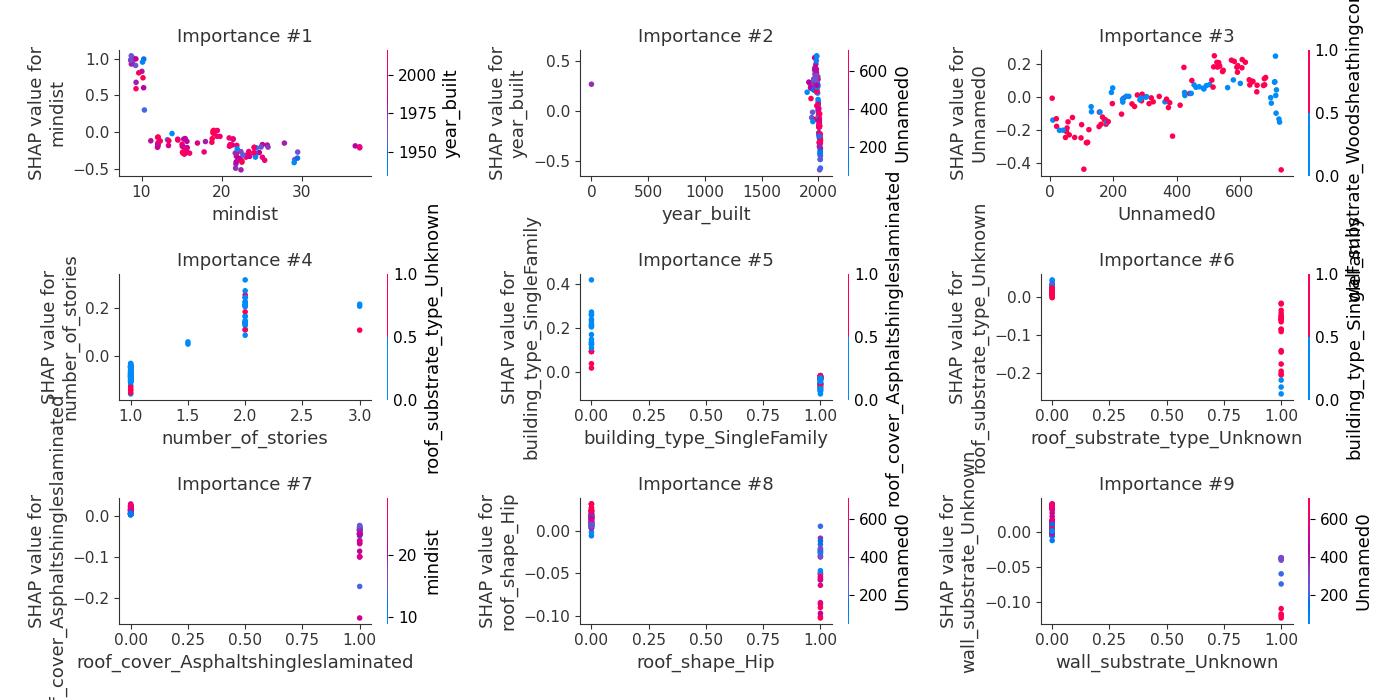 Importance #1
SHAP value for
mindist
1.0
0.5
0.0
−0.5
10
20
30
mindist
2000
1975
1950
year_built
Importance #2
SHAP value for
year_built
0.5
0.0
−0.5
0
500
1000
1500
2000
year_built
600
400
200
Unnamed0
Importance #3
SHAP value for
Unnamed0
0.2
0.0
−0.2
−0.4
0
200
400
600
Unnamed0
1.0
0.5
0.0
wall_substrate_Woodsheathingcor
Importance #4
SHAP value for
number_of_stories
0.2
0.0
1.0
1.5
2.0
2.5
3.0
number_of_stories
1.0
0.5
0.0
roof_substrate_type_Unknown
Importance #5
SHAP value for
building_type_SingleFamily
0.4
0.2
0.0
0.00
0.25
0.50
0.75
1.00
building_type_SingleFamily
1.0
0.5
0.0
roof_cover_Asphaltshingleslaminated
Importance #6
SHAP value for
roof_substrate_type_Unknown
0.0
−0.1
−0.2
0.00
0.25
0.50
0.75
1.00
roof_substrate_type_Unknown
1.0
0.5
0.0
building_type_SingleFamily
Importance #7
SHAP value for
f_cover_Asphaltshingleslaminated
0.0
−0.1
−0.2
0.00
0.25
0.50
0.75
1.00
roof_cover_Asphaltshingleslaminated
20
10
mindist
Importance #8
SHAP value for
roof_shape_Hip
0.00
−0.05
−0.10
0.00
0.25
0.50
0.75
1.00
roof_shape_Hip
600
400
200
Unnamed0
Importance #9
SHAP value for
wall_substrate_Unknown
0.00
−0.05
−0.10
0.00
0.25
0.50
0.75
1.00
wall_substrate_Unknown
600
400
200
Unnamed0